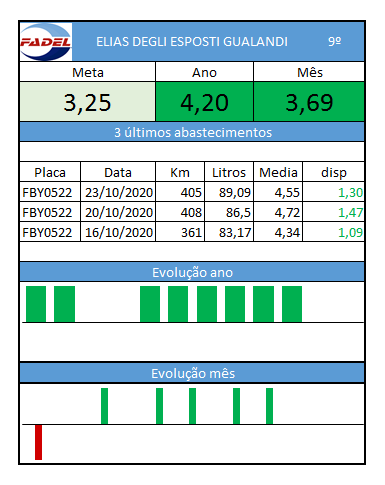 FADEL ELIAS DEGLI ESPOSTI GUALANDI 9º
Meta Ano Mês
3,25 4,20 3,69
3 últimos abastecimentos
Placa Data Km Litros Media disp
FBY0522 23/10/2020 405 89,09 4,55 1,30
FBY0522 20/10/2020 408 86,5 4,72 1,47
FBY0522 16/10/2020 361 83,17 4,34 1,09
Evolução ano
Evolução mês